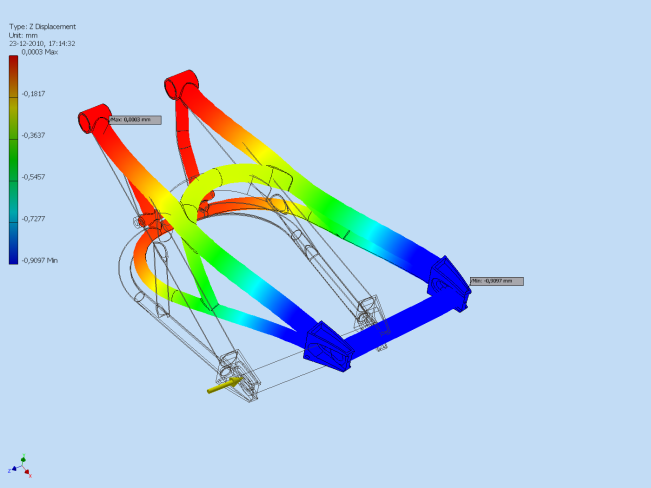 Type: Z Displacement
Unit: mm
23-12-2010, 17:14:32
0,0003 Max
-0,1817
-0,3637
-0,5457
-0,7277
-0,9097 Min
Max: 0,0003 mm
Min: -0,9097 mm
Y
Z
X